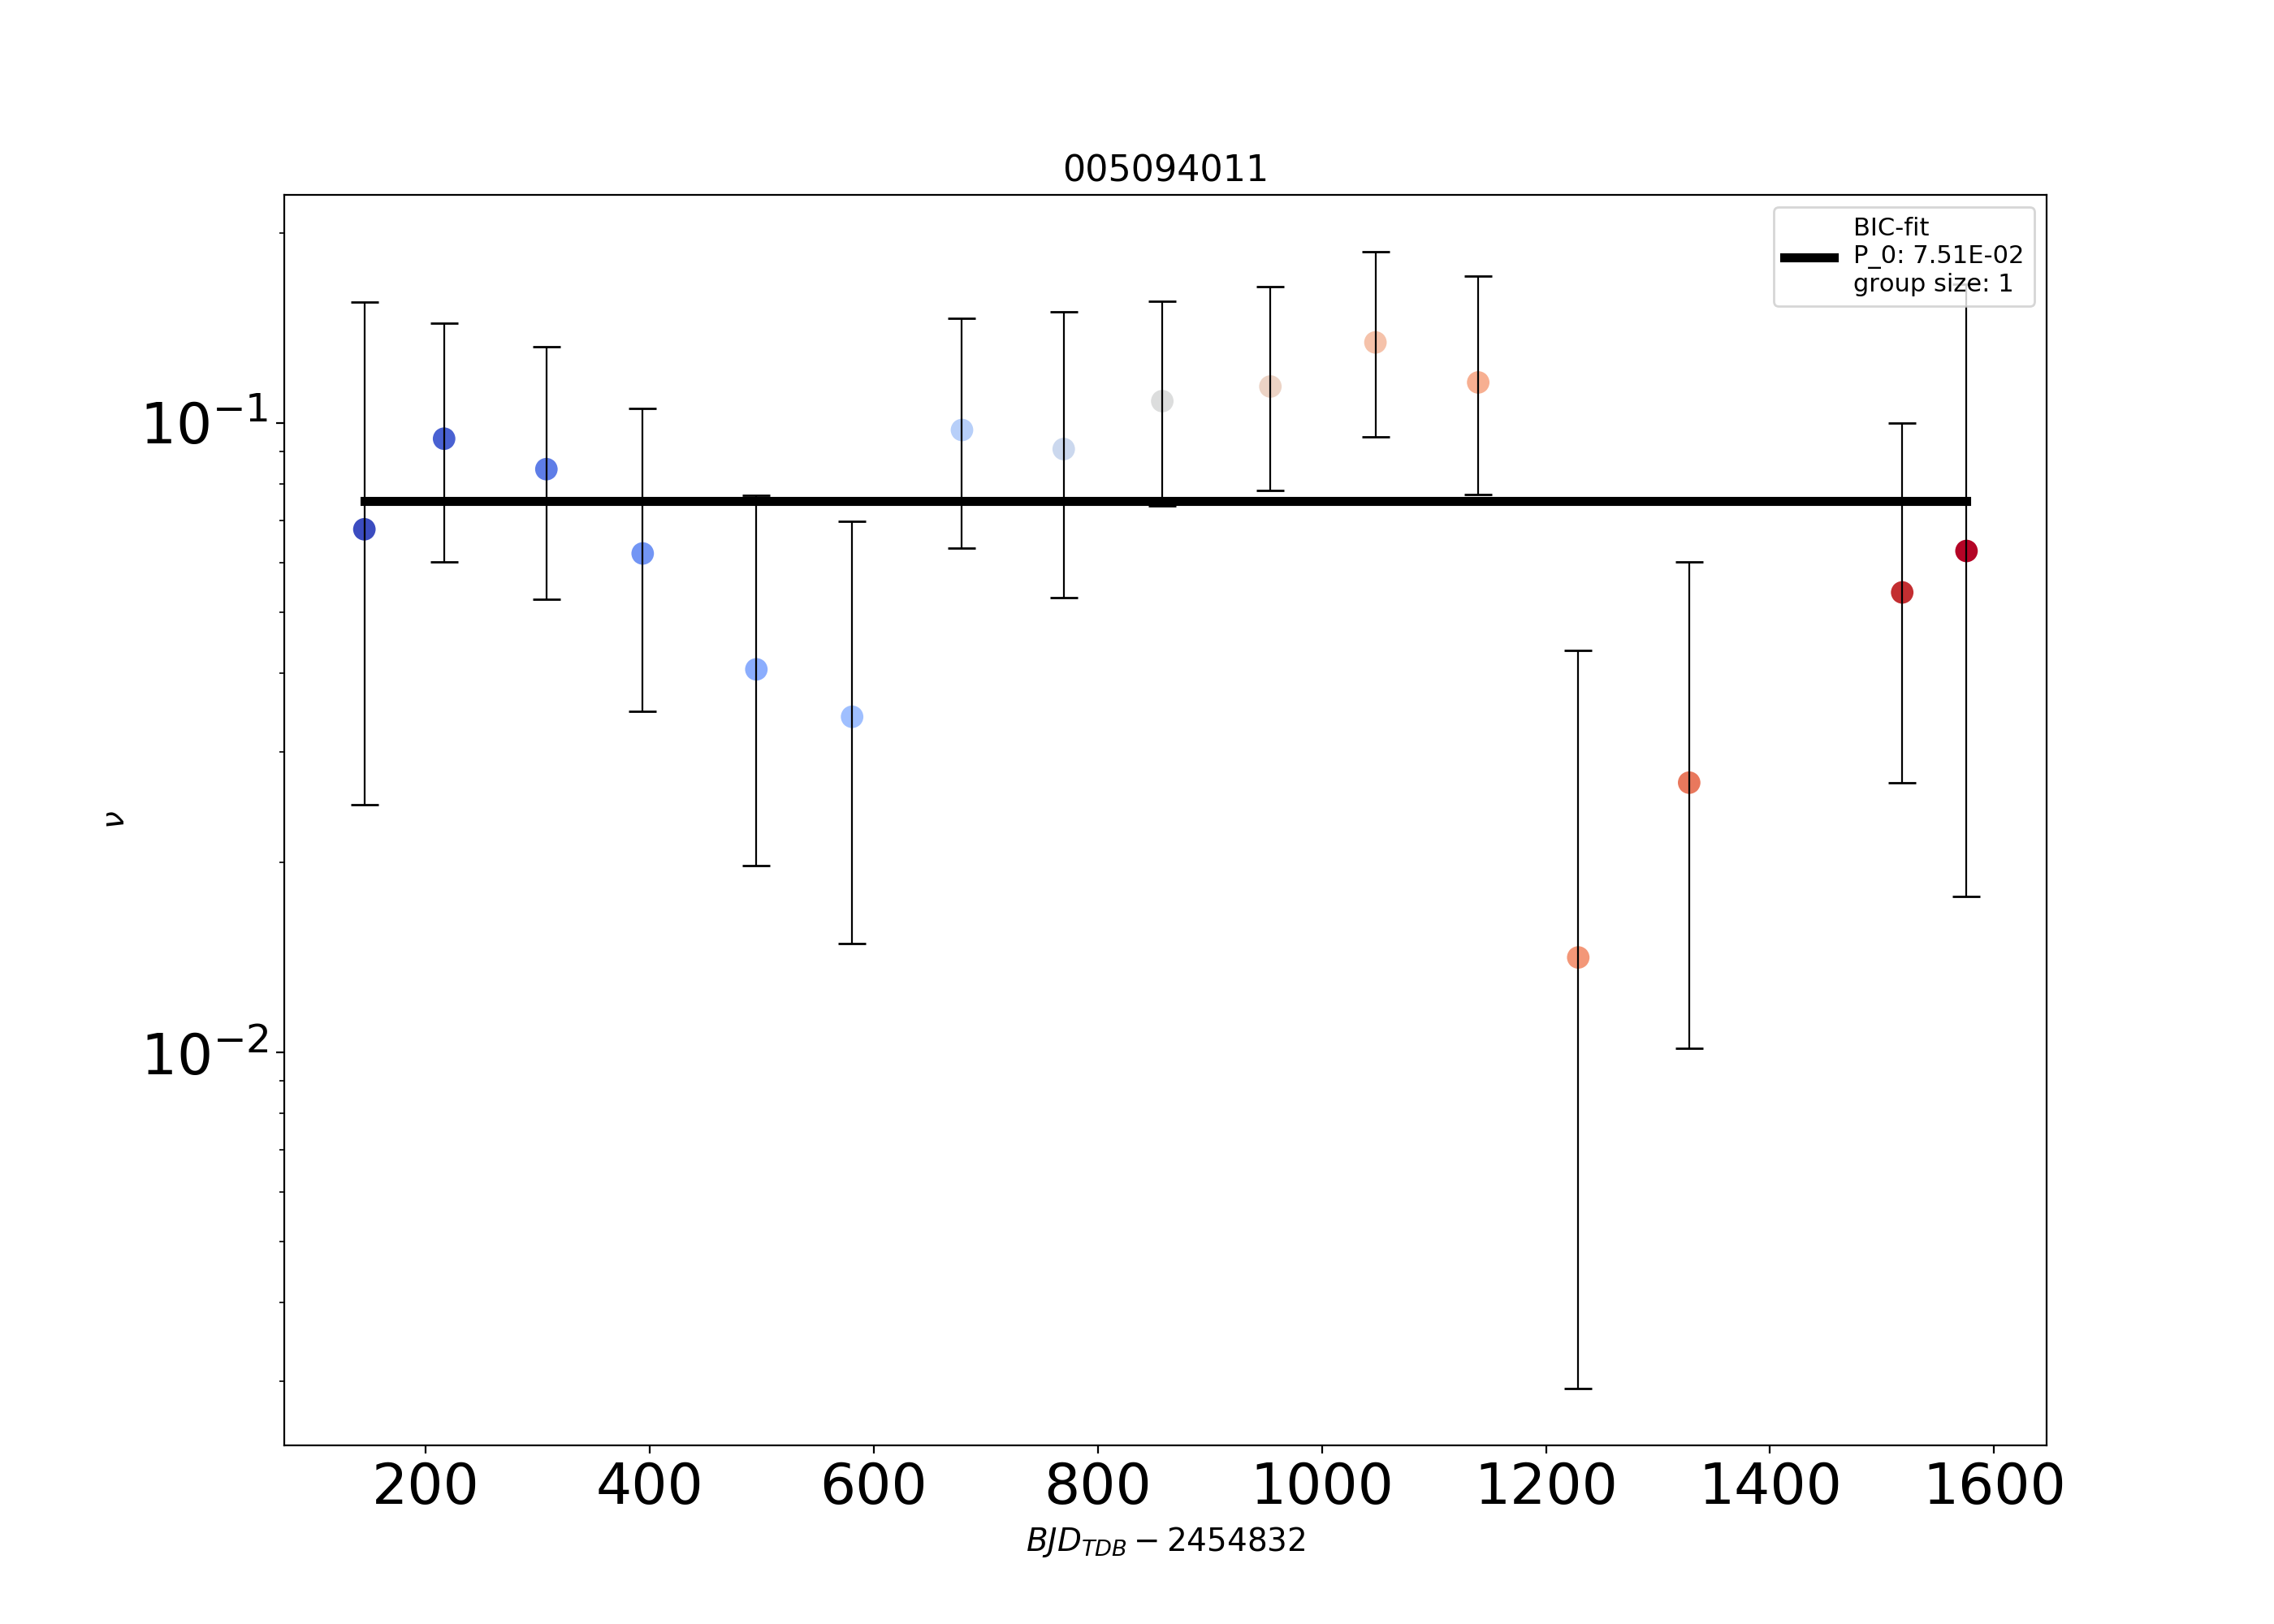 005094011
BIC-fit
P_0: 7.51E-02
group size: 1
10⁻¹
10⁻²
ν
200 400 600 800 1000 1200 1400 1600
BJD_TDB − 2454832